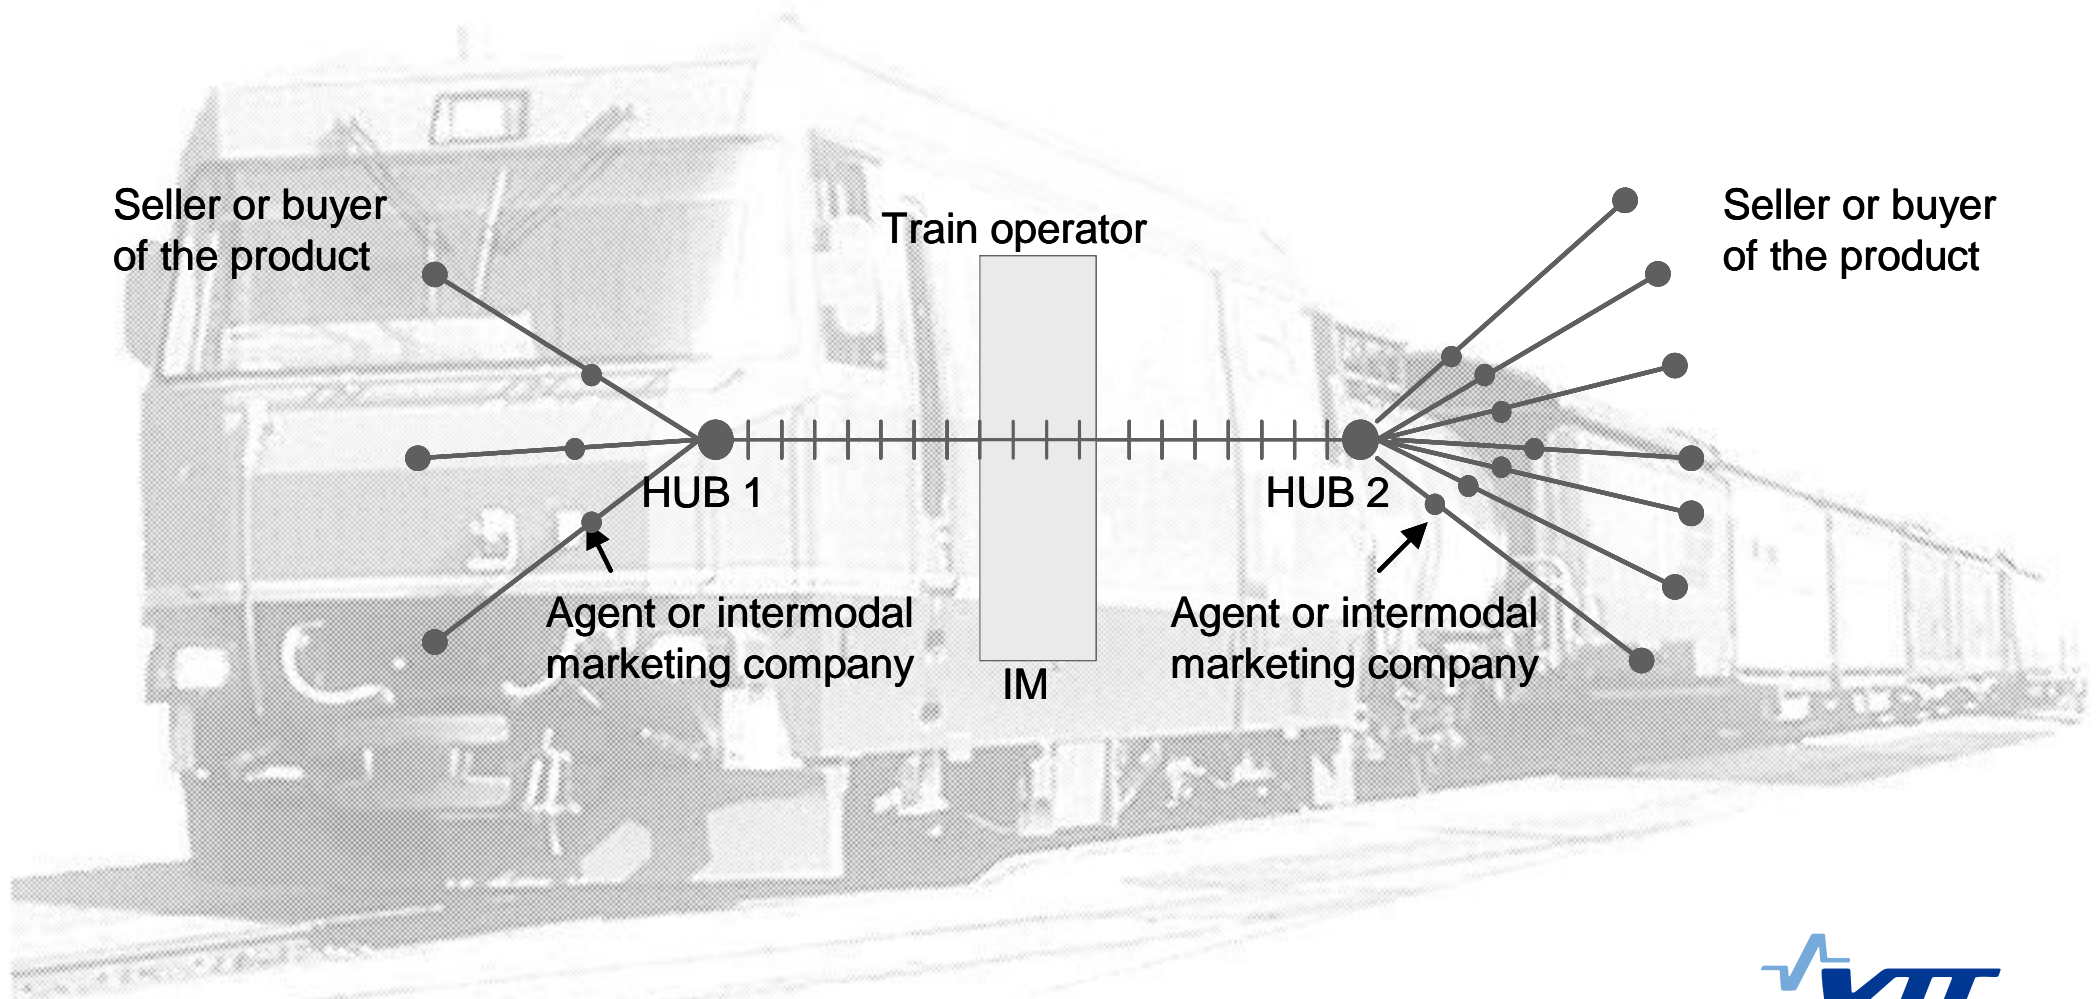 Seller or buyer
of the product
Train operator
Seller or buyer
of the product
HUB 1
HUB 2
Agent or intermodal
marketing company
Agent or intermodal
marketing company
IM
VTT